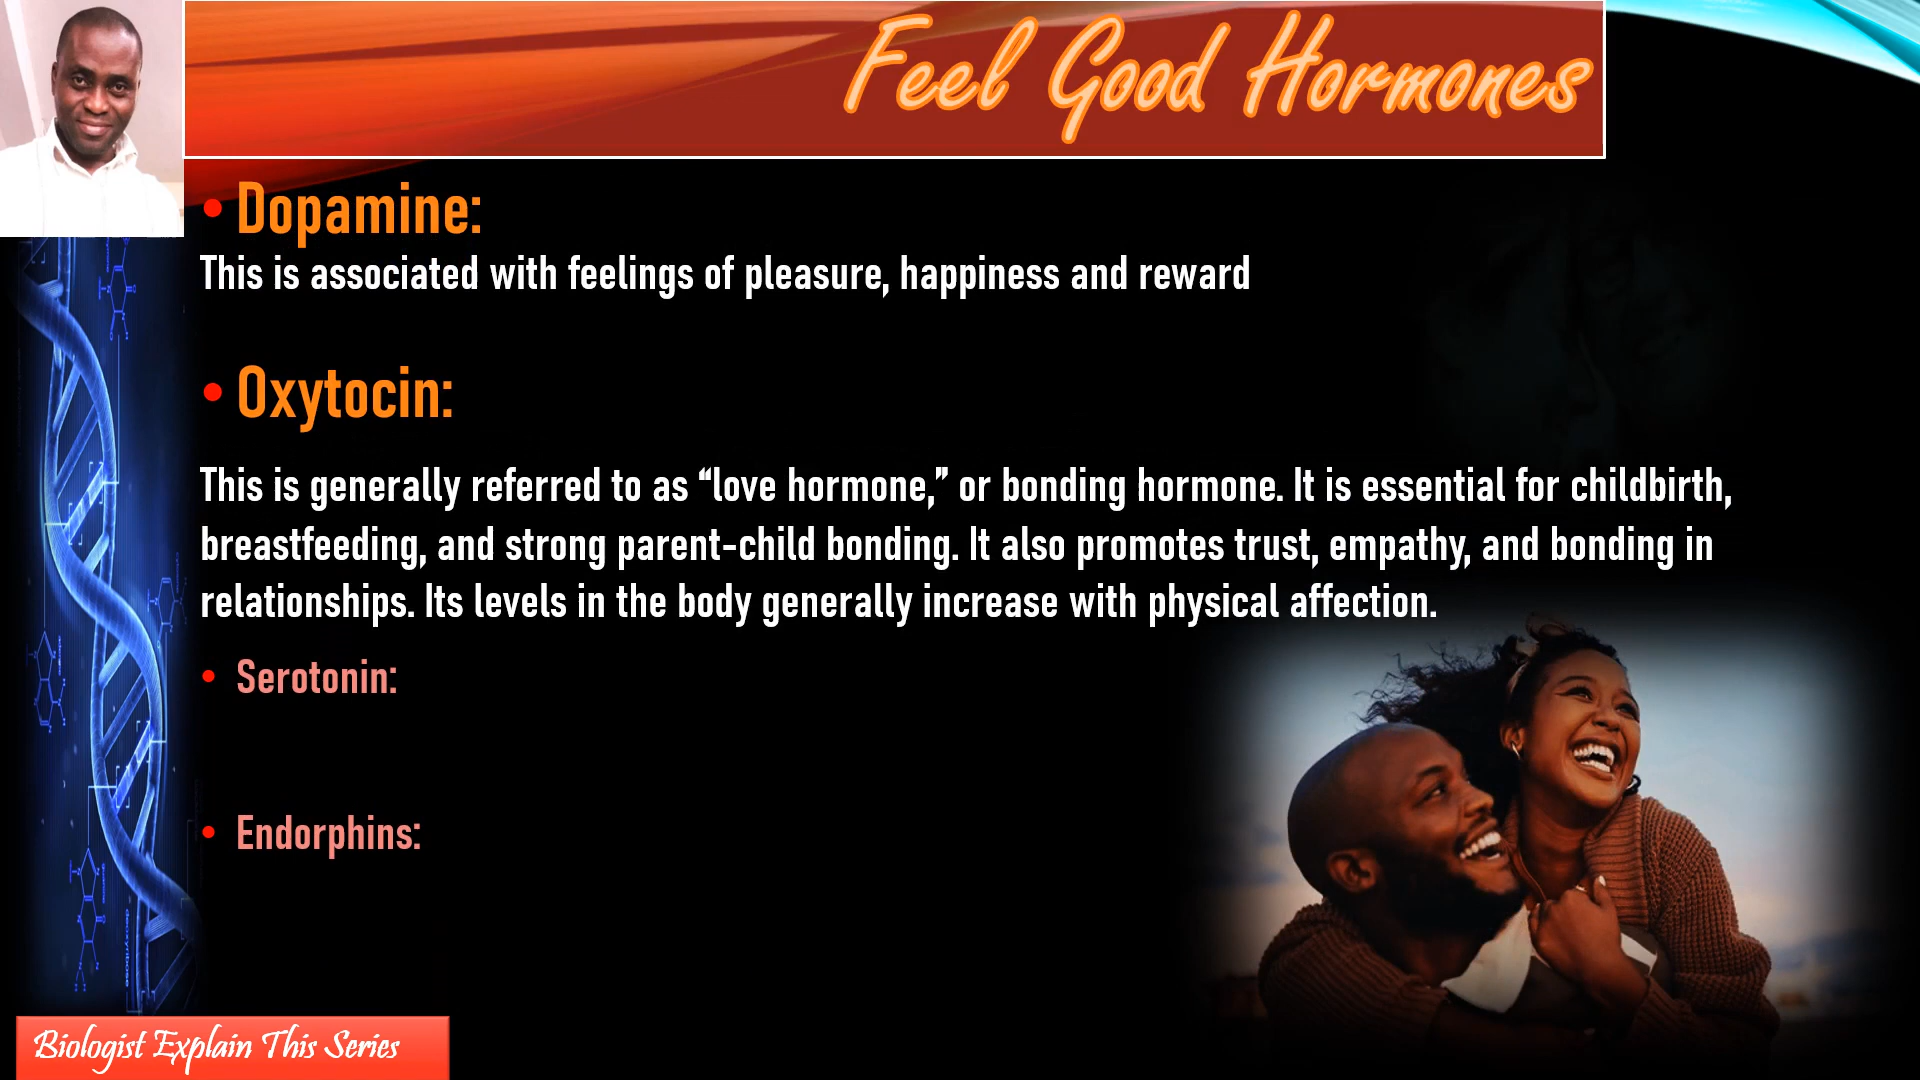 Feel Good Hormones
• Dopamine:
This is associated with feelings of pleasure, happiness and reward
• Oxytocin:
This is generally referred to as “love hormone,” or bonding hormone. It is essential for childbirth,
breastfeeding, and strong parent-child bonding. It also promotes trust, empathy, and bonding in
relationships. Its levels in the body generally increase with physical affection.
• Serotonin:
• Endorphins:
Biologist Explain This Series